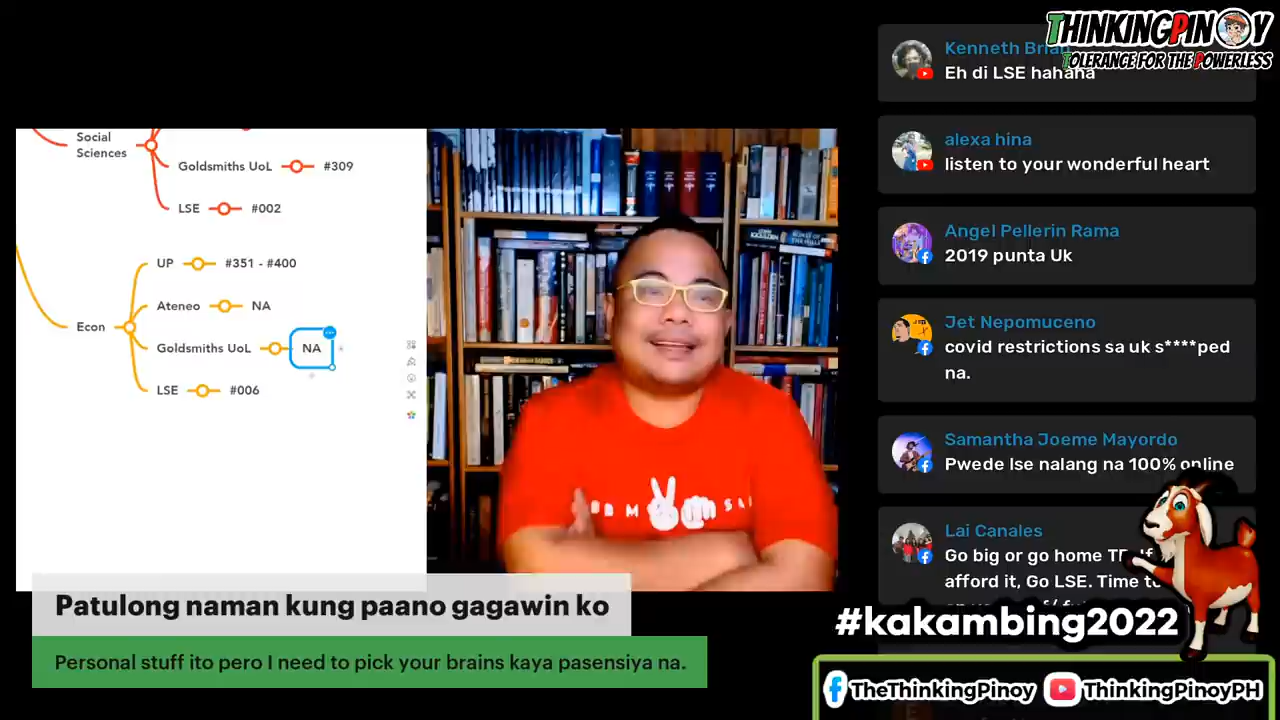 THINKINGPINOY
TOLERANCE FOR THE POWERLESS
Social
Sciences
Goldsmiths UoL
#309
LSE
#002
Econ
UP
#351 - #400
Ateneo
NA
Goldsmiths UoL
NA
LSE
#006
Patulong naman kung paano gagawin ko
Personal stuff ito pero I need to pick your brains kaya pasensiya na.
Kenneth Brian
Eh di LSE hahaha
alexa hina
listen to your wonderful heart
Angel Pellerin Rama
2019 punta Uk
Jet Nepomuceno
covid restrictions sa uk s****ped
na.
Samantha Joeme Mayordo
Pwede lse nalang na 100% online
Lai Canales
Go big or go home
afford it, Go LSE. Time to
#kakambing2022
TheThinkingPinoy
ThinkingPinoyPH